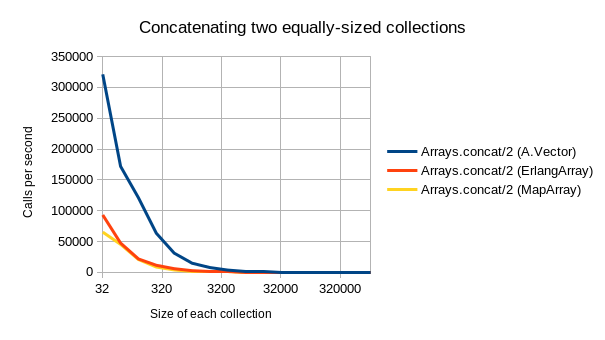 Concatenating two equally-sized collections
350000
300000
250000
200000
150000
100000
50000
0
Calls per second
32
320
3200
32000
320000
Size of each collection
Arrays.concat/2 (A.Vector)
Arrays.concat/2 (ErlangArray)
Arrays.concat/2 (MapArray)